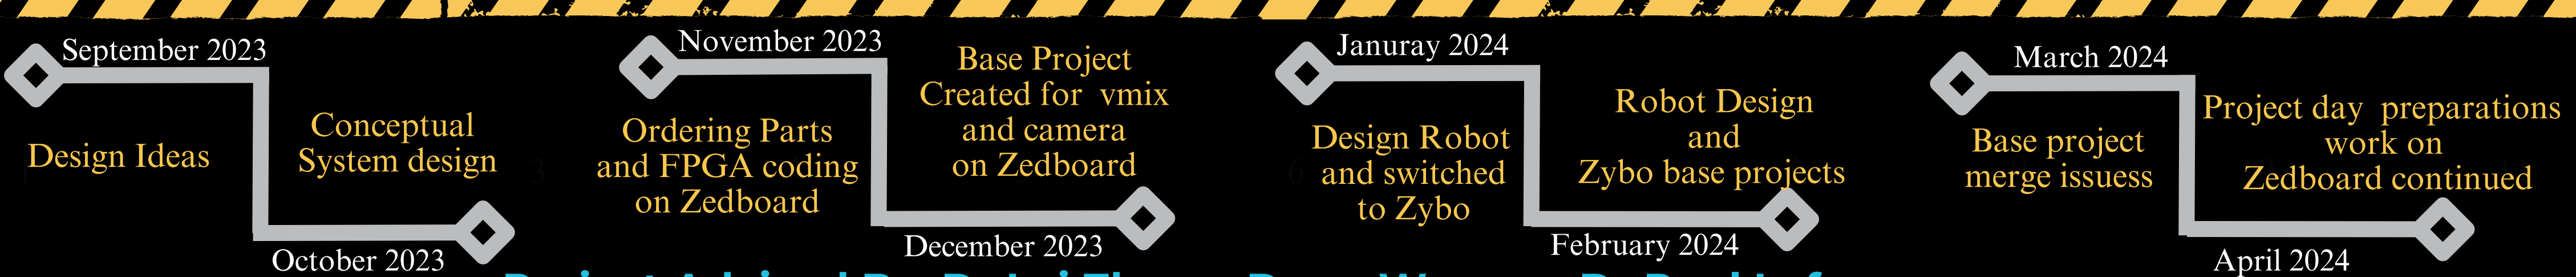 September 2023
Design Ideas
Conceptual
System design
October 2023
November 2023
Ordering Parts
and FPGA coding
on Zedboard
Base Project
Created for vmix
and camera
on Zedboard
December 2023
Januray 2024
Design Robot
and switched
to Zybo
Robot Design
and
Zybo base projects
February 2024
March 2024
Base project
merge issuess
Project day preparations
work on
Zedboard continued
April 2024